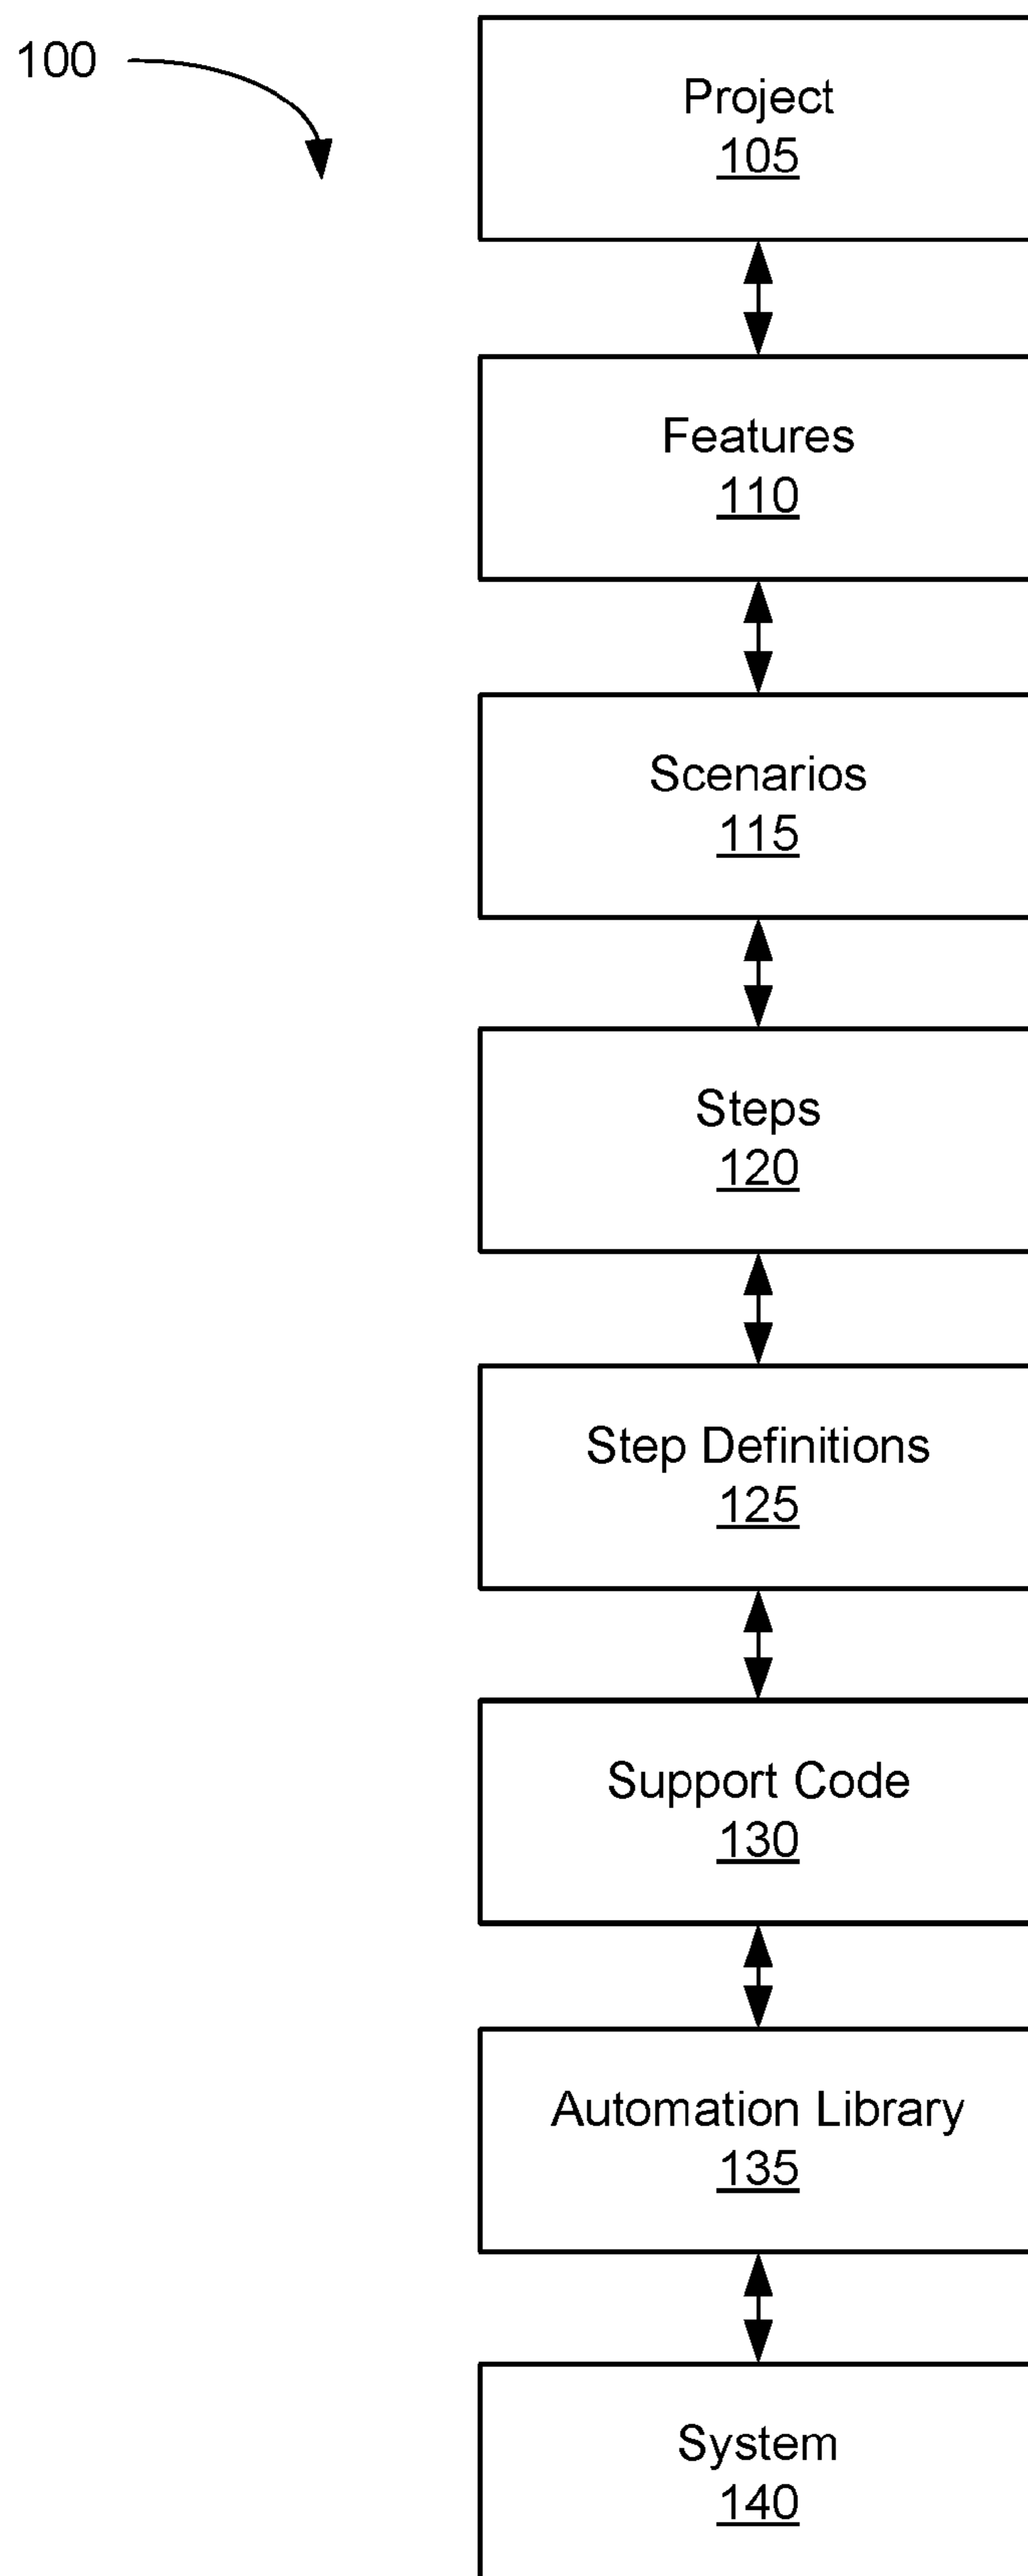 100
Project
105
Features
110
Scenarios
115
Steps
120
Step Definitions
125
Support Code
130
Automation Library
135
System
140